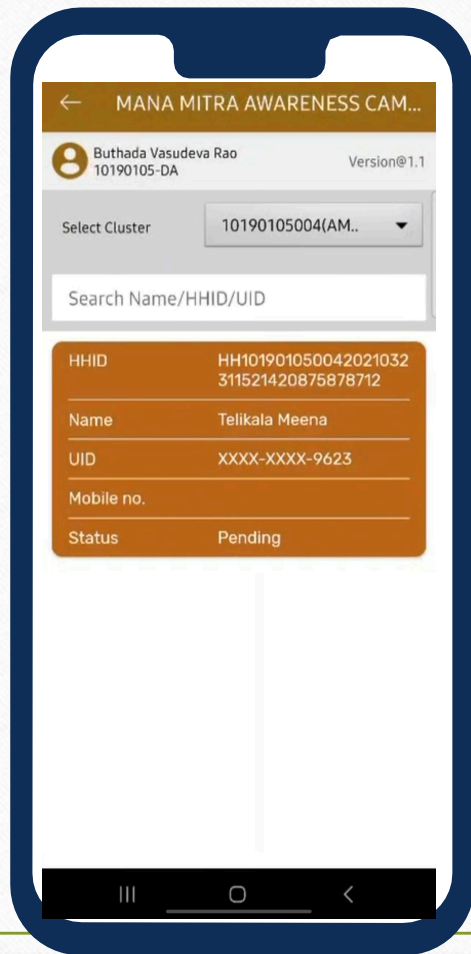 MANA MITRA AWARENESS CAM...
Buthada Vasudeva Rao
10190105-DA
Version@1.1
Select Cluster
10190105004(AM..
Search Name/HHID/UID
HHID HH101901050042021032
311521420875878712
Name Telikala Meena
UID XXXX-XXXX-9623
Mobile no.
Status Pending